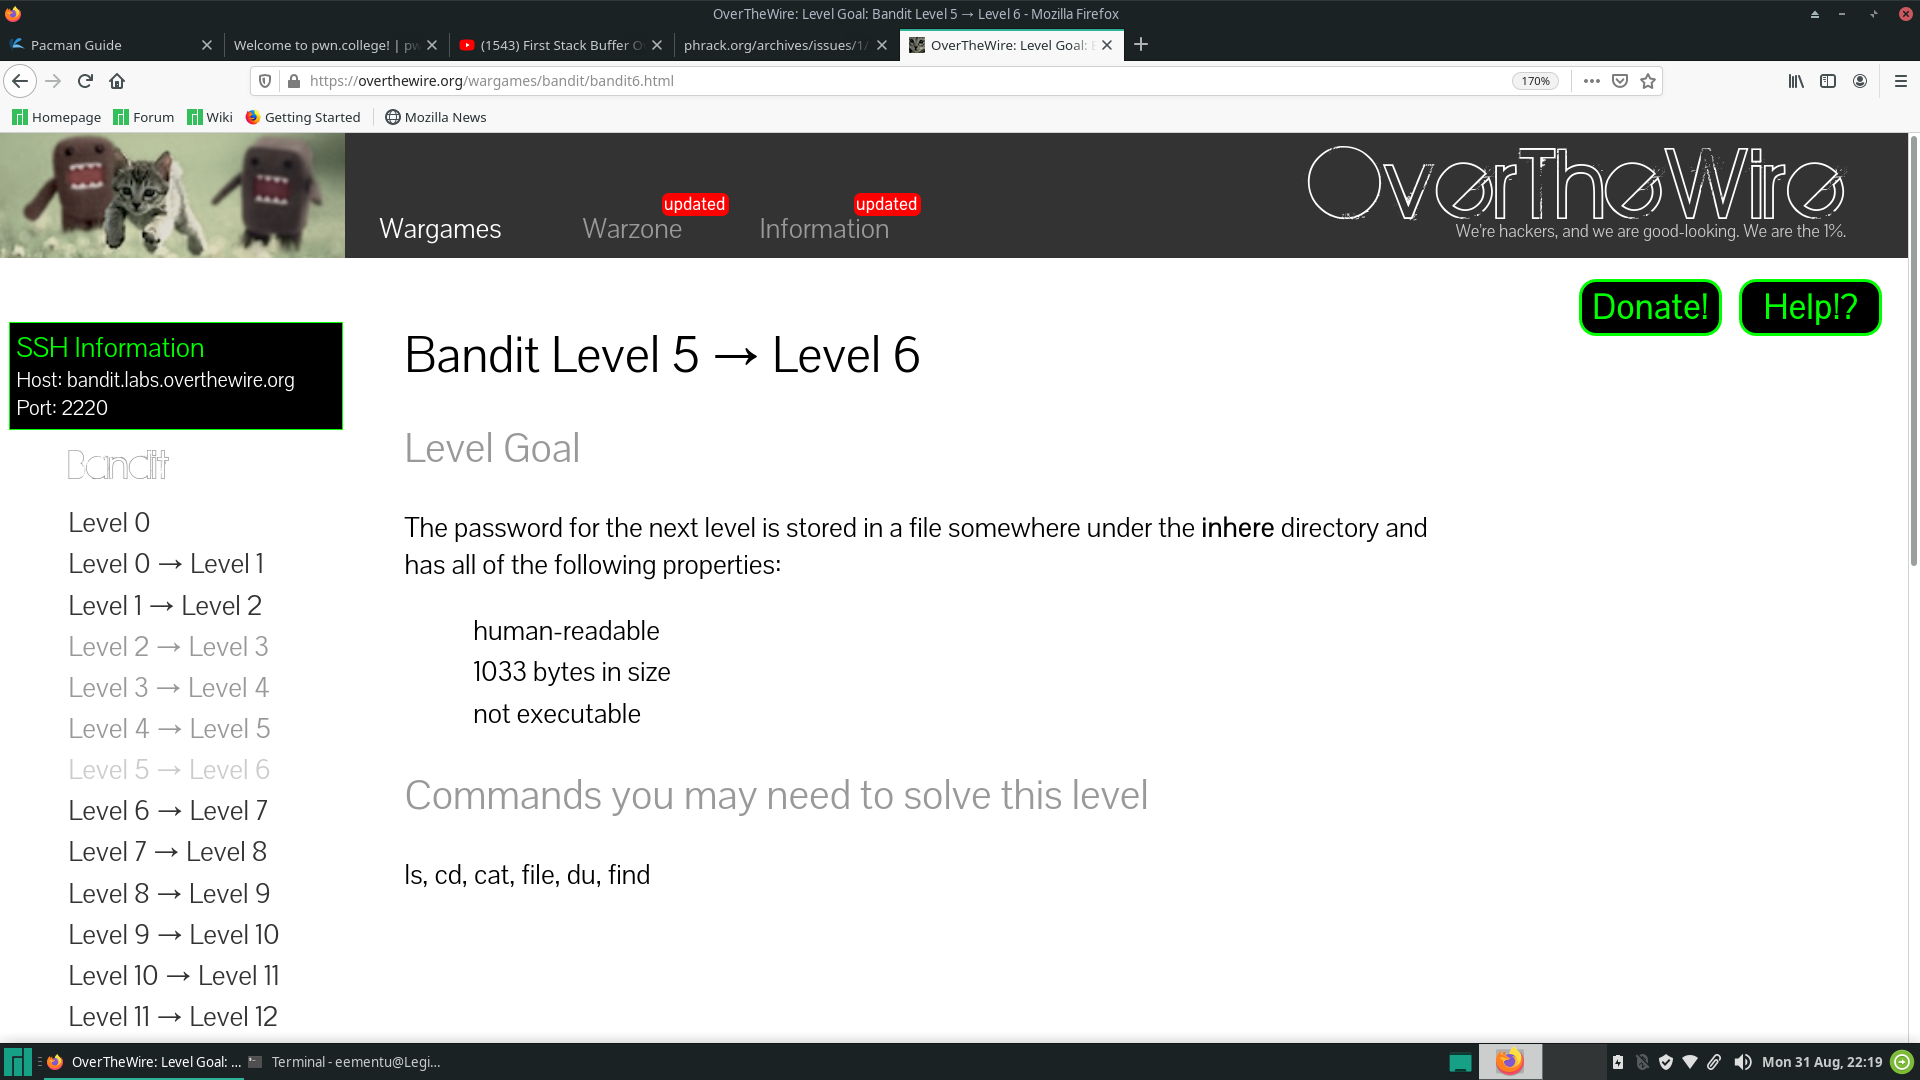 OverTheWire: Level Goal: Bandit Level 5 → Level 6 - Mozilla Firefox
Pacman Guide
Welcome to pwn.college! | pw
(1543) First Stack Buffer O
phrack.org/archives/issues/1/
OverTheWire: Level Goal: B
https://overthewire.org/wargames/bandit/bandit6.html
170%
Homepage
Forum
Wiki
Getting Started
Mozilla News
Wargames
Warzone
updated
Information
updated
OverTheWire
We're hackers, and we are good-looking. We are the 1%.
Donate!
Help!?
SSH Information
Host: bandit.labs.overthewire.org
Port: 2220
Bandit
Level 0
Level 0 → Level 1
Level 1 → Level 2
Level 2 → Level 3
Level 3 → Level 4
Level 4 → Level 5
Level 5 → Level 6
Level 6 → Level 7
Level 7 → Level 8
Level 8 → Level 9
Level 9 → Level 10
Level 10 → Level 11
Level 11 → Level 12
Bandit Level 5 → Level 6
Level Goal
The password for the next level is stored in a file somewhere under the inhere directory and
has all of the following properties:
human-readable
1033 bytes in size
not executable
Commands you may need to solve this level
ls, cd, cat, file, du, find
OverTheWire: Level Goal: ...
Terminal - eementu@Legi...
Mon 31 Aug, 22:19